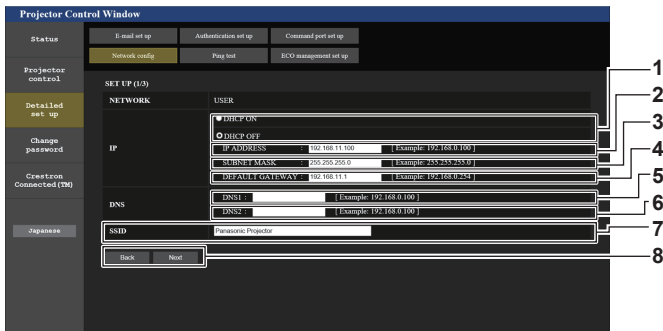 Projector Control Window
Status
Projector
control
Detailed
set up
Change
password
Crestron
Connected(TM)
Japanese
E-mail set up
Authentication set up
Command port set up
Network config
Ping test
ECO management set up
SET UP (1/3)
NETWORK USER
IP
DHCP ON
DHCP OFF
IP ADDRESS : 192.168.11.100 [ Example: 192.168.0.100 ]
SUBNET MASK : 255.255.255.0 [ Example: 255.255.255.0 ]
DEFAULT GATEWAY : 192.168.11.1 [ Example: 192.168.0.254 ]
DNS
DNS1 : [ Example: 192.168.0.100 ]
DNS2 : [ Example: 192.168.0.100 ]
SSID Panasonic Projector
Back Next
1
2
3
4
5
6
7
8